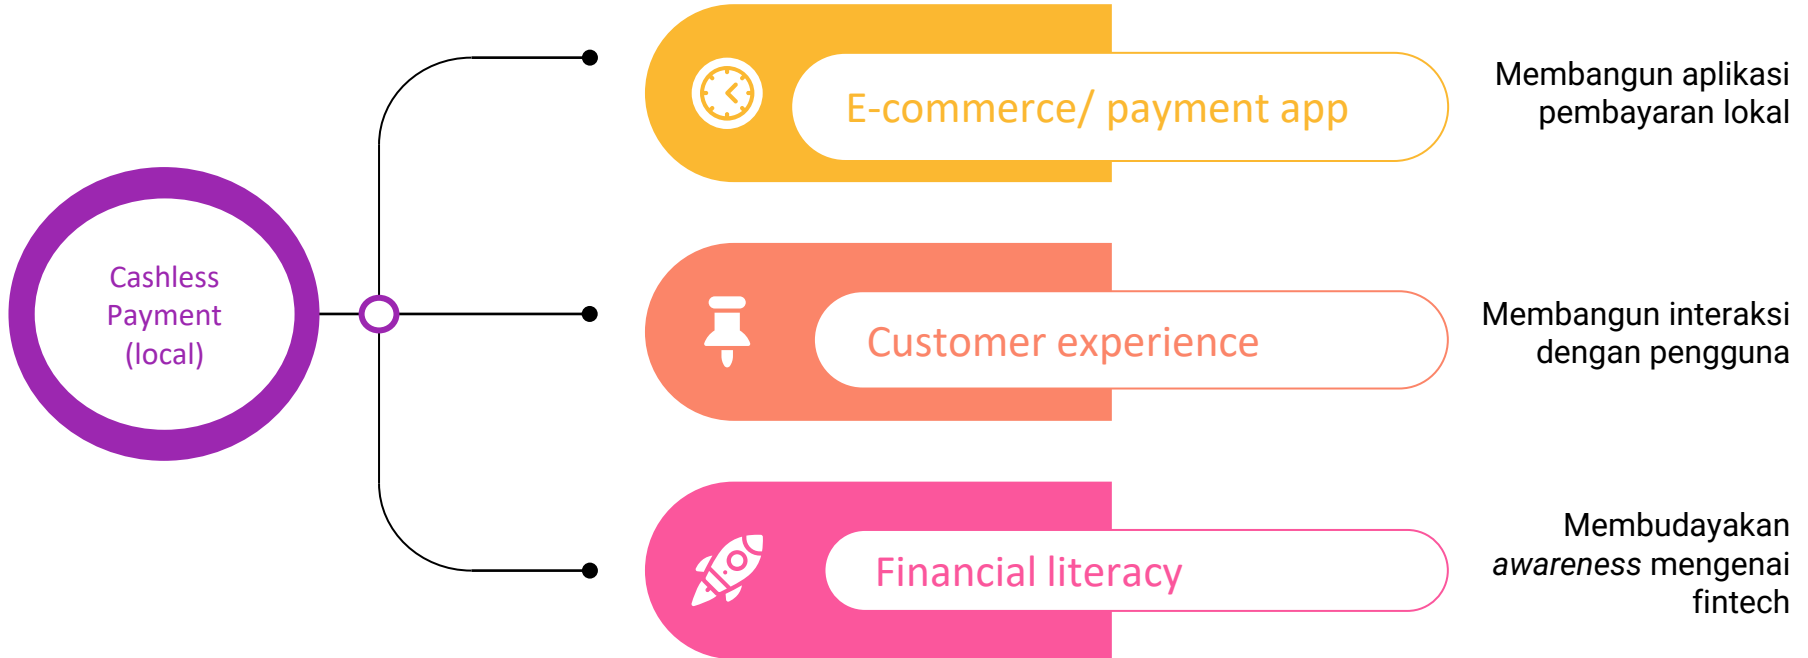 Cashless
Payment
(local)
E-commerce/ payment app
Membangun aplikasi
pembayaran lokal
Customer experience
Membangun interaksi
dengan pengguna
Financial literacy
Membudayakan
awareness mengenai
fintech